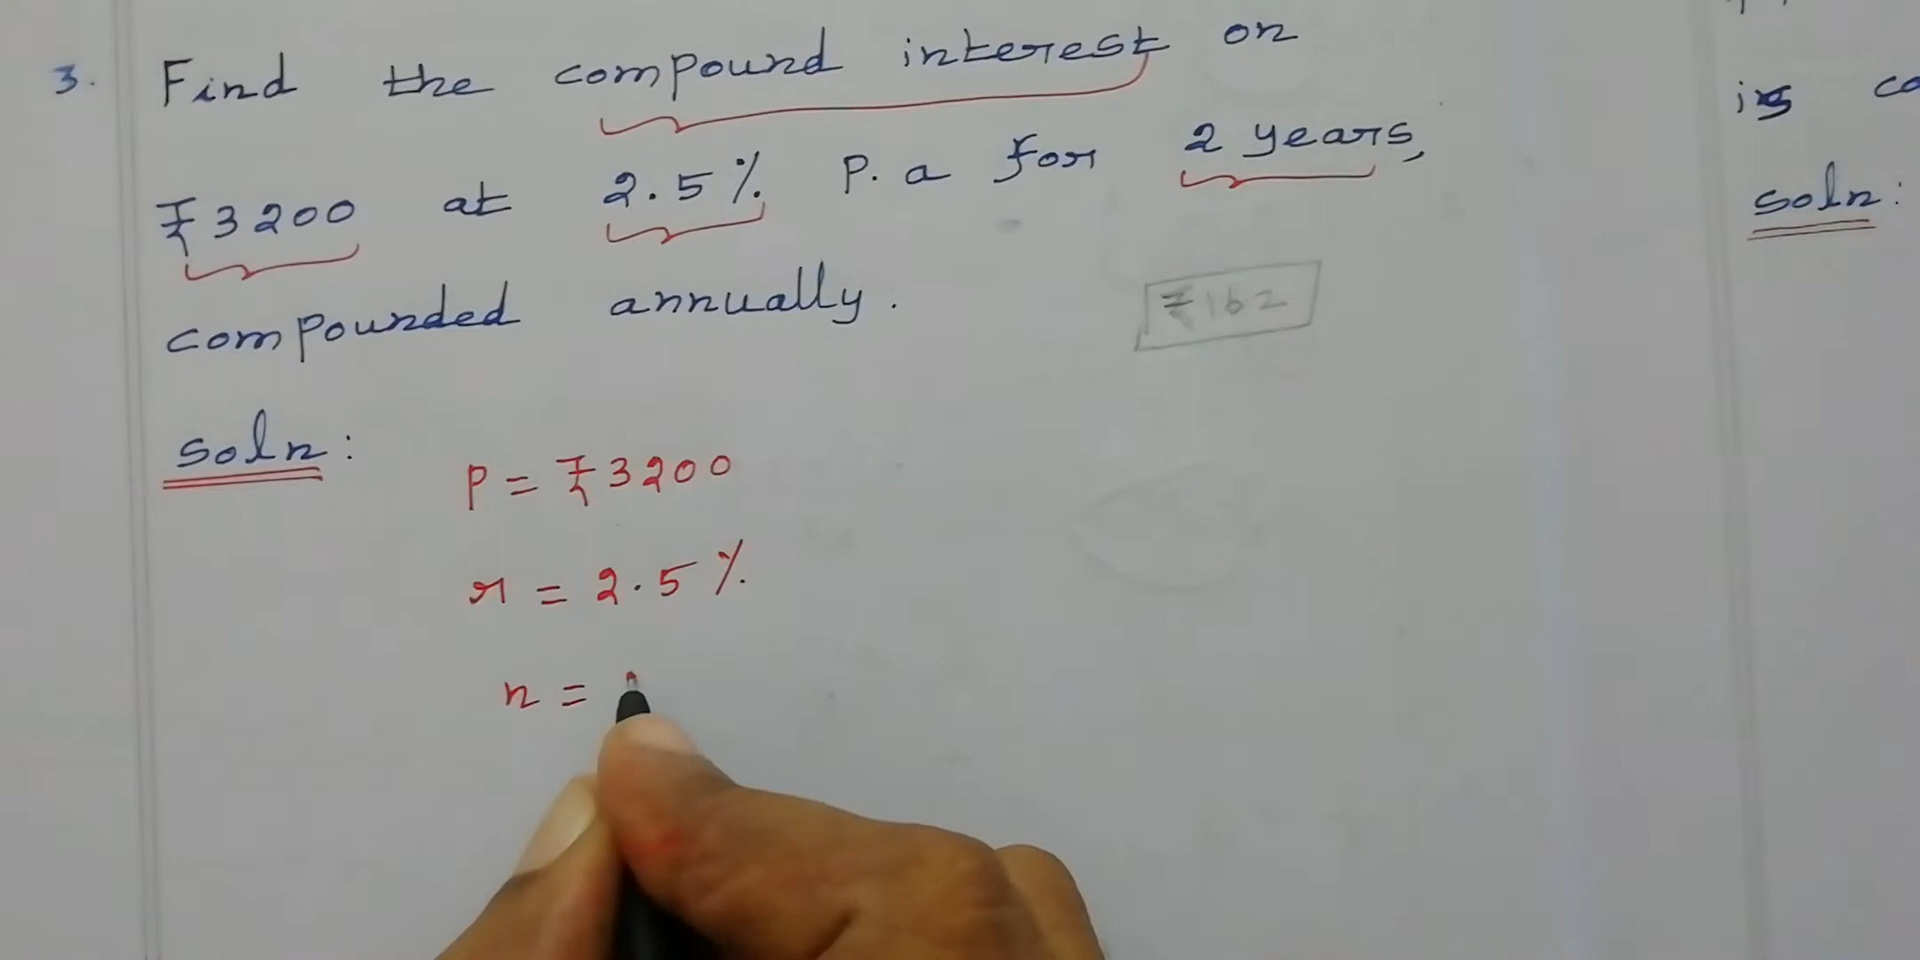 3. Find the compound interest on
₹3200 at 2.5% P.a for 2 years,
compounded annually.
₹162
Soln:
P = ₹3200
r = 2.5%
n =
is
Soln: